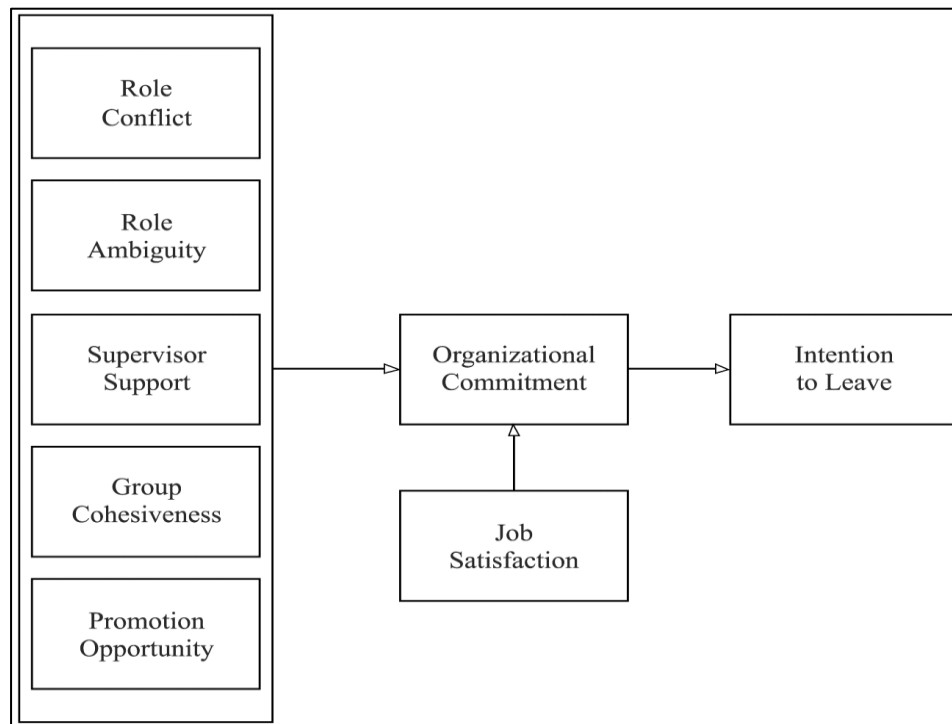 Role
Conflict
Role
Ambiguity
Supervisor
Support
Group
Cohesiveness
Promotion
Opportunity
Organizational
Commitment
Job
Satisfaction
Intention
to Leave